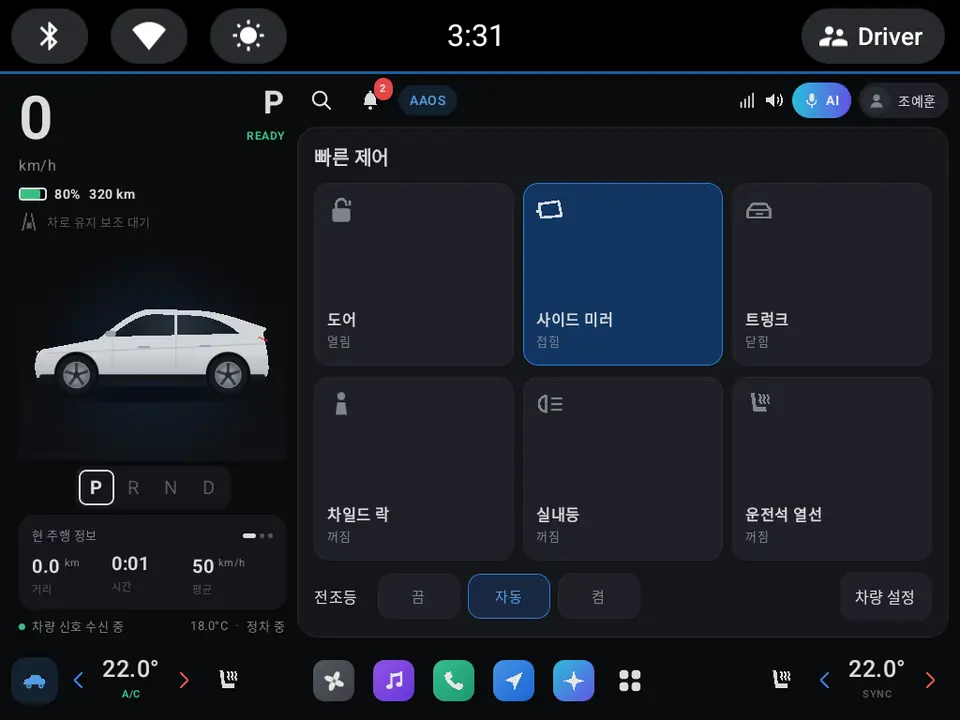 3:31
Driver
0
P
READY
km/h
80% 320 km
차로 유지 보조 대기
P R N D
현 주행 정보
0.0 km 0:01 50 km/h
거리 시간 평균
차량 신호 수신 중 18.0°C · 정차 중
2
AAOS
AI
조예훈
빠른 제어
도어
열림
사이드 미러
접힘
트렁크
닫힘
차일드 락
꺼짐
실내등
꺼짐
운전석 열선
꺼짐
전조등 끔 자동 켬 차량 설정
22.0°
A/C
22.0°
SYNC